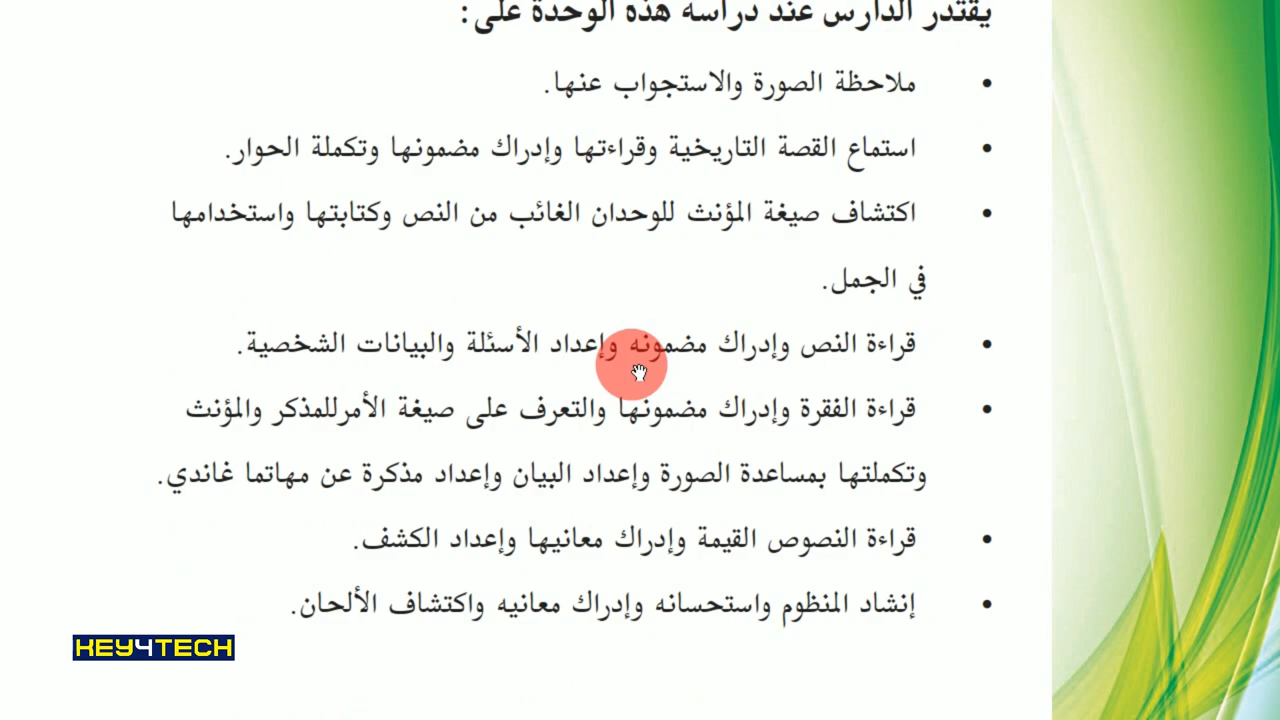 يقتدر الدارس عند دراسة هذه الوحدة على:
• ملاحظة الصورة والاستجواب عنها.
• استماع القصة التاريخية وقراءتها وإدراك مضمونها وتكملة الحوار.
• اكتشاف صيغة المؤنث للوحدان الغائب من النص وكتابتها واستخدامها
في الجمل.
• قراءة النص وإدراك مضمونه وإعداد الأسئلة والبيانات الشخصية.
• قراءة الفقرة وإدراك مضمونها والتعرف على صيغة الأمرللمذكر والمؤنث
وتكملتها بمساعدة الصورة وإعداد البيان وإعداد مذكرة عن مهاتما غاندي.
• قراءة النصوص القيمة وإدراك معانيها وإعداد الكشف.
• إنشاد المنظوم واستحسانه وإدراك معانيه واكتشاف الألحان.
KEY4TECH